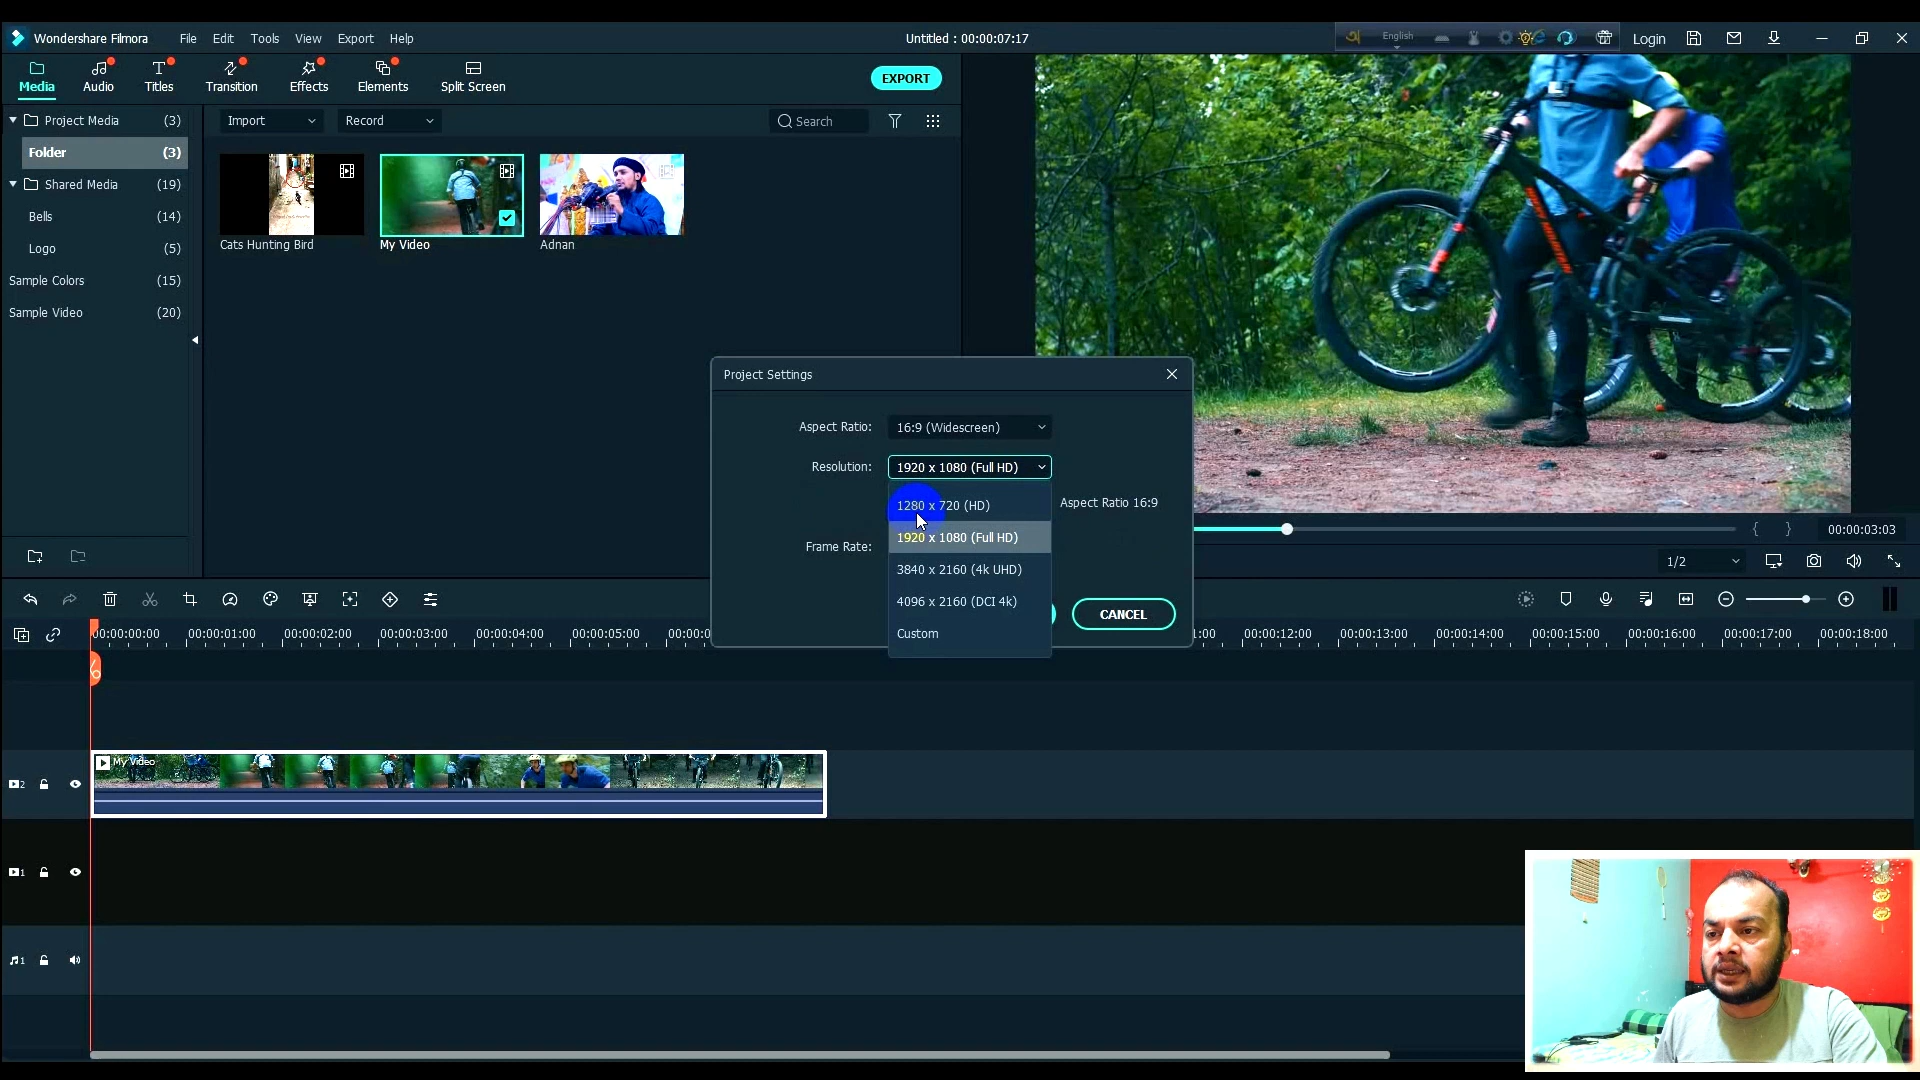 Wondershare Filmora File Edit Tools View Export Help
Untitled : 00:00:07:17
English
Login
Media Audio Titles Transition Effects Elements Split Screen
EXPORT
Project Media (3)
Folder (3)
Shared Media (19)
Bells (14)
Logo (5)
Sample Colors (15)
Sample Video (20)
Import Record Search
Cats Hunting Bird
My Video
Adnan
Project Settings
Aspect Ratio: 16:9 (Widescreen)
Resolution: 1920 x 1080 (Full HD)
1280 x 720 (HD)
Aspect Ratio 16:9
1920 x 1080 (Full HD)
Frame Rate:
3840 x 2160 (4k UHD)
4096 x 2160 (DCI 4k)
Custom
CANCEL
00:00:03:03
1/2
00:00:00:00 00:00:01:00 00:00:02:00 00:00:03:00 00:00:04:00 00:00:05:00 00:00:0
1:00 00:00:12:00 00:00:13:00 00:00:14:00 00:00:15:00 00:00:16:00 00:00:17:00 00:00:18:00
My Video
2
1
1